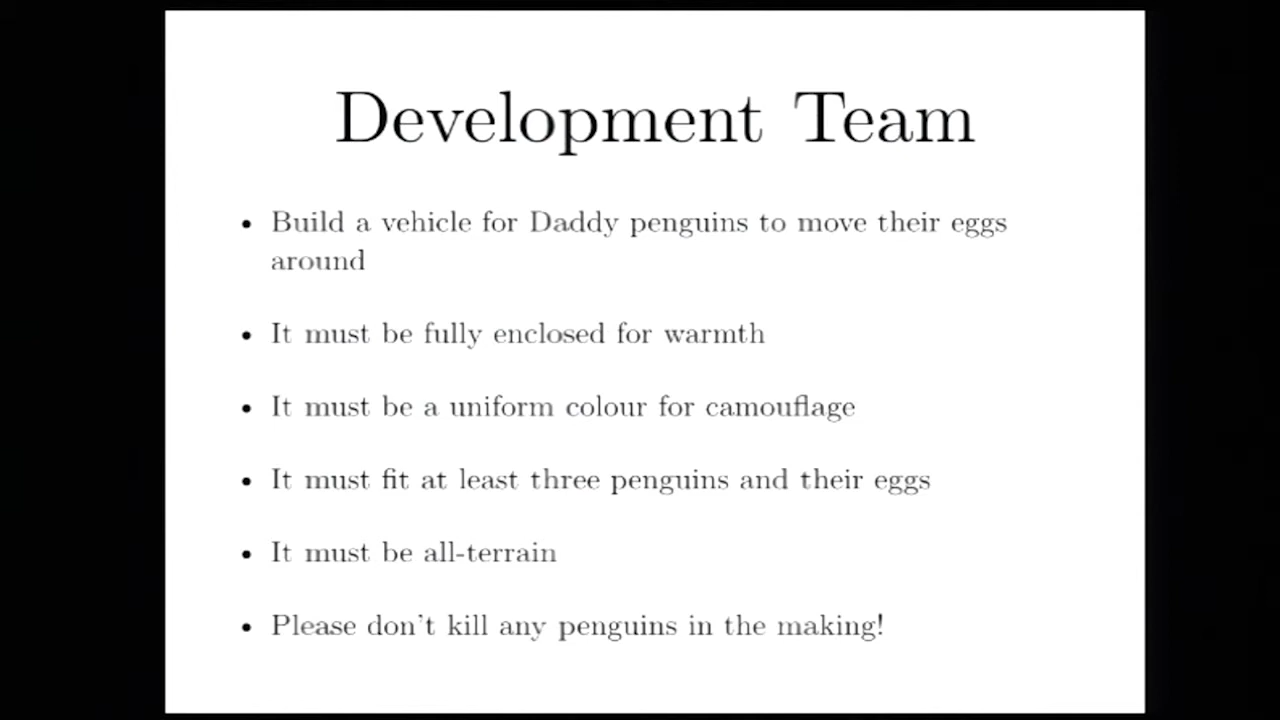 Development Team
• Build a vehicle for Daddy penguins to move their eggs
around
• It must be fully enclosed for warmth
• It must be a uniform colour for camouflage
• It must fit at least three penguins and their eggs
• It must be all-terrain
• Please don't kill any penguins in the making!